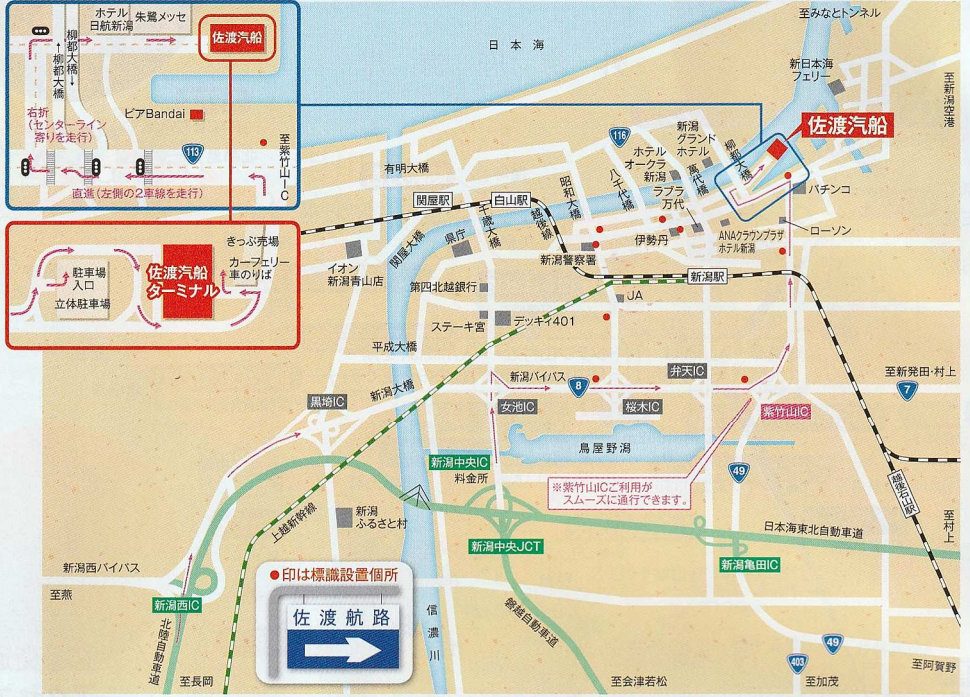 ホテル
日航新潟
朱鷺メッセ
佐渡汽船
柳都大橋→
←柳都大橋
ピアBandai
右折
(センターライン
寄りを走行)
113
直進(左側の2車線を走行)
至紫竹山IC
きっぷ売場
カーフェリー
車のりば
佐渡汽船
ターミナル
駐車場
入口
立体駐車場
日本海
至みなとトンネル
新日本海
フェリー
至新潟空港
佐渡汽船
116
新潟
グランド
ホテル
ホテル
オークラ
新潟
柳都大橋
萬代橋
八千代橋
昭和大橋
ラブラ
万代
パチンコ
ローソン
ANAクラウンプラザ
ホテル新潟
伊勢丹
有明大橋
関屋駅
白山駅
越後線
千歳大橋
県庁
関屋大橋
新潟警察署
新潟駅
イオン
新潟青山店
第四北越銀行
JA
ステーキ宮
デッキィ401
平成大橋
新潟大橋
新潟バイパス
8
弁天IC
至新発田・村上
7
黒埼IC
女池IC
桜木IC
紫竹山IC
鳥屋野潟
新潟中央IC
料金所
※紫竹山ICご利用が
スムーズに通行できます。
49
越後石山駅
至村上
上越新幹線
新潟
ふるさと村
新潟中央JCT
日本海東北自動車道
新潟亀田IC
新潟西バイパス
至燕
新潟西IC
北陸自動車道
至長岡
●印は標識設置個所
佐渡航路
信濃川
磐越自動車道
至会津若松
49
403
至加茂
至阿賀野